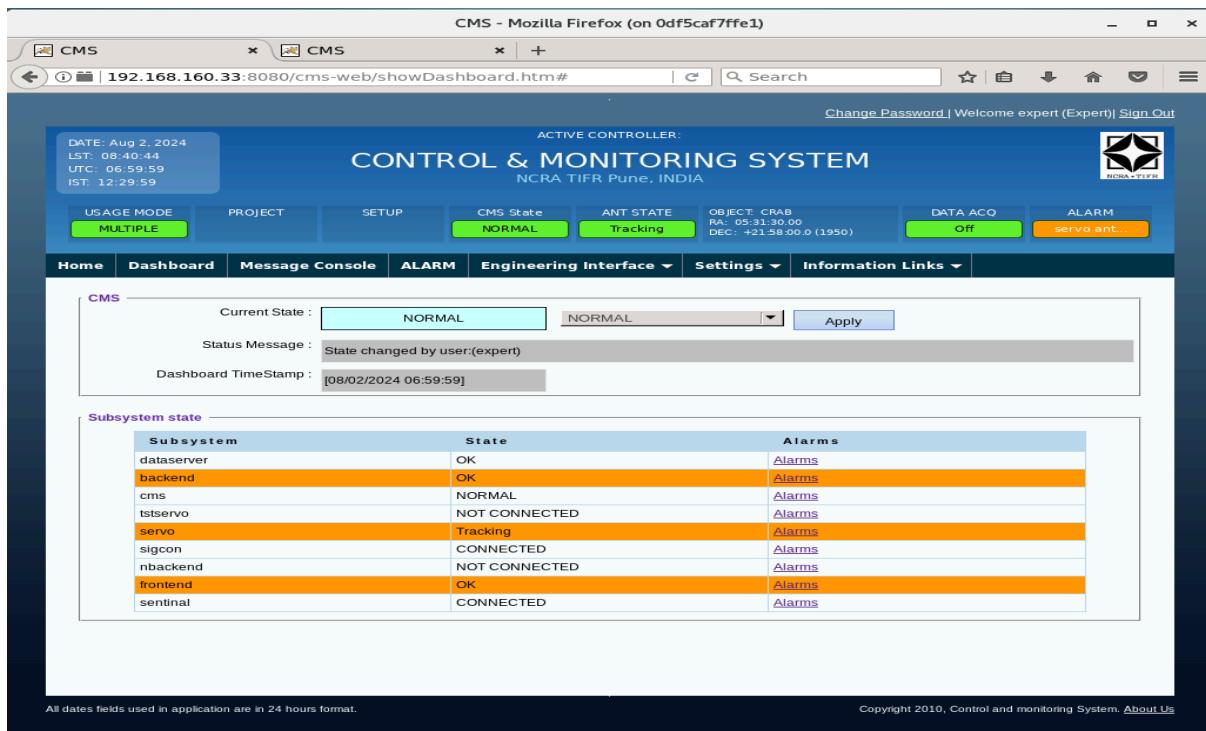 CMS - Mozilla Firefox (on 0df5caf7ffe1)
CMS
CMS
192.168.160.33:8080/cms-web/showDashboard.htm#
Search
Change Password | Welcome expert (Expert)| Sign Out
DATE: Aug 2, 2024
LST: 08:40:44
UTC: 06:59:59
IST: 12:29:59
ACTIVE CONTROLLER:
CONTROL & MONITORING SYSTEM
NCRA TIFR Pune, INDIA
NCRA • TIFR
USAGE MODE PROJECT SETUP CMS State ANT STATE OBJECT: CRAB DATA ACQ ALARM
MULTIPLE NORMAL Tracking RA: 05:31:30.00 Off servo ant...
DEC: +21:58:00.0 (1950)
Home Dashboard Message Console ALARM Engineering Interface Settings Information Links
CMS
Current State : NORMAL NORMAL Apply
Status Message : State changed by user:(expert)
Dashboard TimeStamp : [08/02/2024 06:59:59]
Subsystem state
Subsystem State Alarms
dataserver OK Alarms
backend OK Alarms
cms NORMAL Alarms
tstservo NOT CONNECTED Alarms
servo Tracking Alarms
sigcon CONNECTED Alarms
nbackend NOT CONNECTED Alarms
frontend OK Alarms
sentinal CONNECTED Alarms
All dates fields used in application are in 24 hours format.
Copyright 2010, Control and monitoring System. About Us